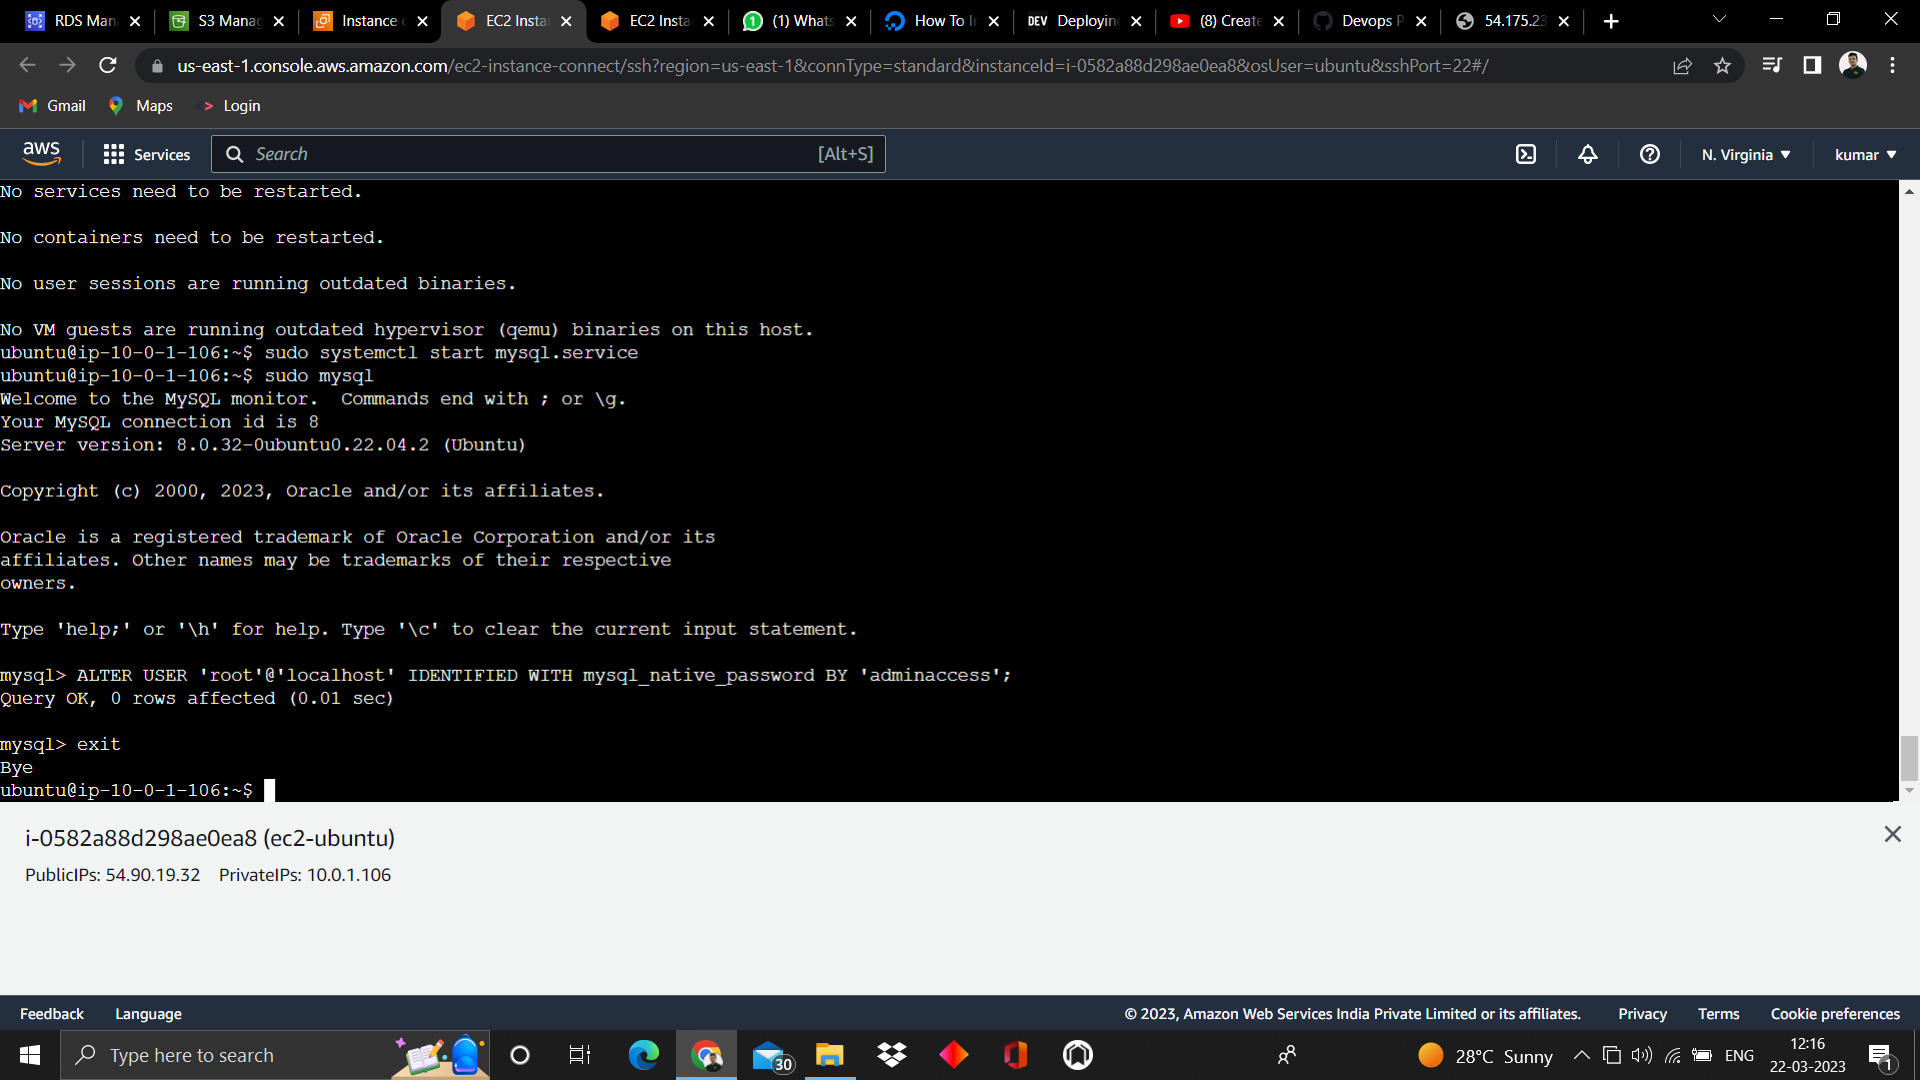 RDS Man
S3 Manag
Instance
EC2 Insta
EC2 Insta
(1) Whats
How To In
DEV Deployin
(8) Create
Devops P
54.175.23
us-east-1.console.aws.amazon.com/ec2-instance-connect/ssh?region=us-east-1&connType=standard&instanceId=i-0582a88d298ae0ea8&osUser=ubuntu&sshPort=22#/
Gmail Maps Login
aws Services Search [Alt+S] N. Virginia kumar
No services need to be restarted.
No containers need to be restarted.
No user sessions are running outdated binaries.
No VM guests are running outdated hypervisor (qemu) binaries on this host.
ubuntu@ip-10-0-1-106:~$ sudo systemctl start mysql.service
ubuntu@ip-10-0-1-106:~$ sudo mysql
Welcome to the MySQL monitor.  Commands end with ; or \g.
Your MySQL connection id is 8
Server version: 8.0.32-0ubuntu0.22.04.2 (Ubuntu)
Copyright (c) 2000, 2023, Oracle and/or its affiliates.
Oracle is a registered trademark of Oracle Corporation and/or its
affiliates. Other names may be trademarks of their respective
owners.
Type 'help;' or '\h' for help. Type '\c' to clear the current input statement.
mysql> ALTER USER 'root'@'localhost' IDENTIFIED WITH mysql_native_password BY 'adminaccess';
Query OK, 0 rows affected (0.01 sec)
mysql> exit
Bye
ubuntu@ip-10-0-1-106:~$
i-0582a88d298ae0ea8 (ec2-ubuntu)
PublicIPs: 54.90.19.32 PrivateIPs: 10.0.1.106
Feedback Language © 2023, Amazon Web Services India Private Limited or its affiliates. Privacy Terms Cookie preferences
Type here to search
30
28°C Sunny
ENG
12:16
22-03-2023
1